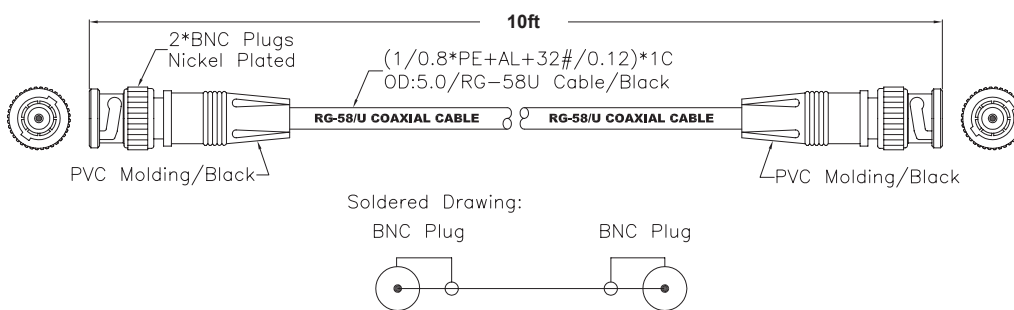 10ft
2*BNC Plugs
Nickel Plated
(1/0.8*PE+AL+32#/0.12)*1C
OD:5.0/RG-58U Cable/Black
RG-58/U COAXIAL CABLE
RG-58/U COAXIAL CABLE
PVC Molding/Black
PVC Molding/Black
Soldered Drawing:
BNC Plug
BNC Plug